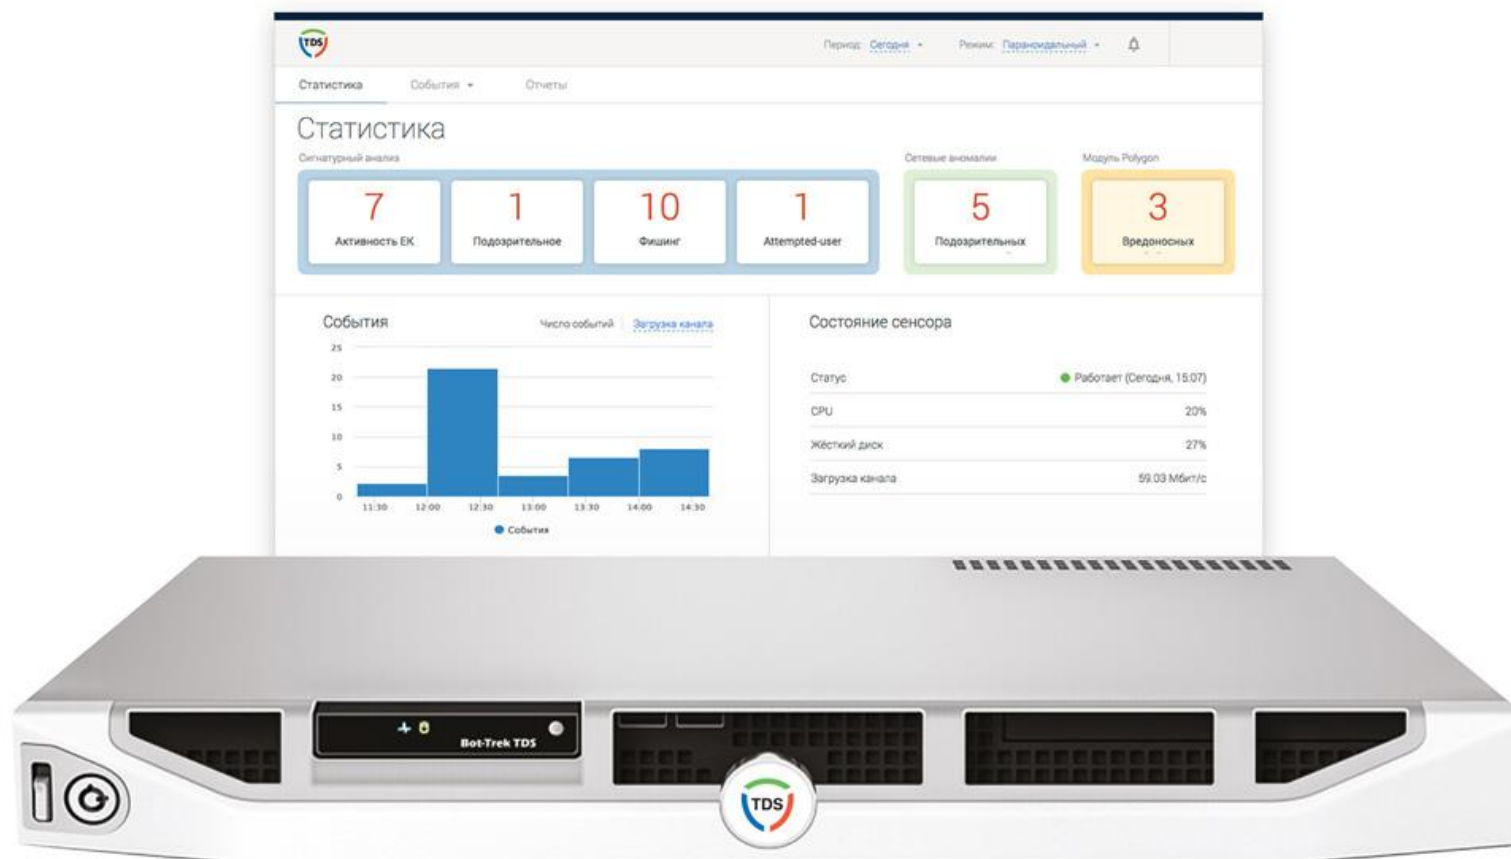 TDS
Период: Сегодня Режим: Параноидальный
Статистика События Отчеты
Статистика
Сигнатурный анализ Сетевые аномалии Модуль Polygon
7 1 10 1 5 3
Активность ЕК Подозрительное Фишинг Attempted-user Подозрительных Вредоносных
События Число событий Загрузка канала Состояние сенсора
25
20
15
10
5
0
11:30 12:00 12:30 13:00 13:30 14:00 14:30
События
Статус Работает (Сегодня, 15:07)
CPU 20%
Жёсткий диск 27%
Загрузка канала 59.03 Мбит/с
Bot-Trek TDS
TDS